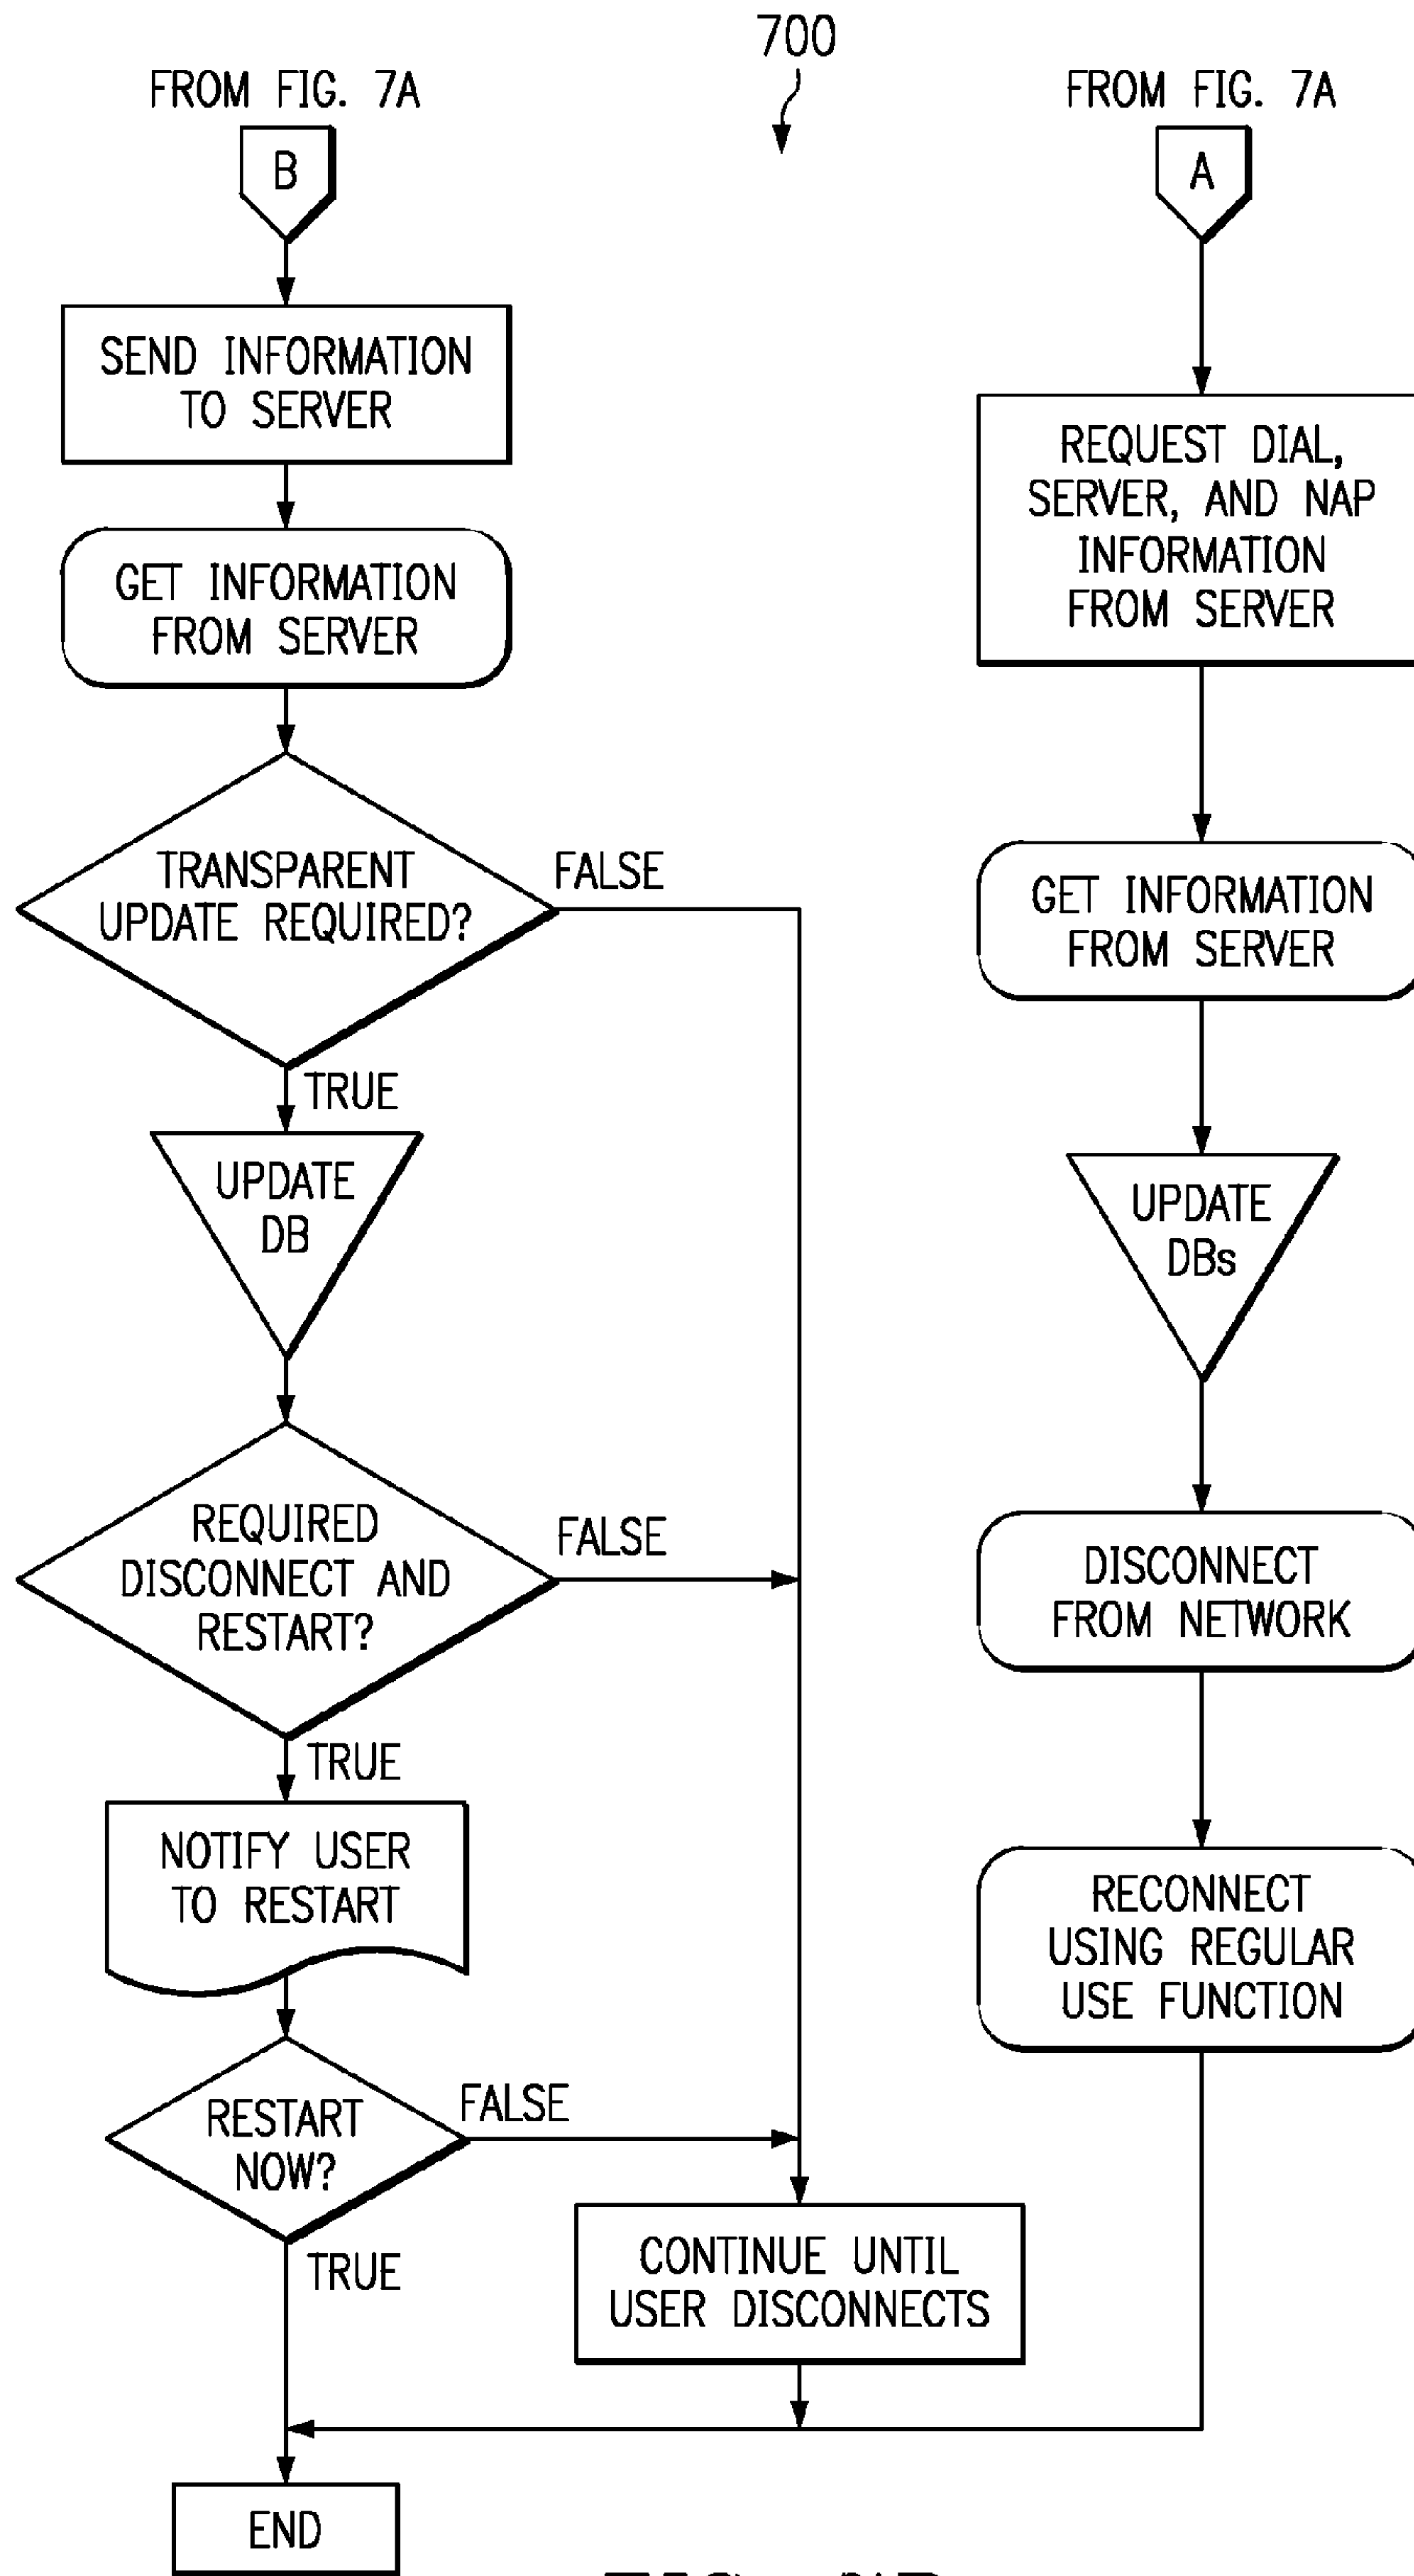 700
FROM FIG. 7A
B
SEND INFORMATION
TO SERVER
GET INFORMATION
FROM SERVER
TRANSPARENT
UPDATE REQUIRED?
FALSE
TRUE
UPDATE
DB
REQUIRED
DISCONNECT AND
RESTART?
FALSE
TRUE
NOTIFY USER
TO RESTART
RESTART
NOW?
FALSE
TRUE
CONTINUE UNTIL
USER DISCONNECTS
END
FROM FIG. 7A
A
REQUEST DIAL,
SERVER, AND NAP
INFORMATION
FROM SERVER
GET INFORMATION
FROM SERVER
UPDATE
DBs
DISCONNECT
FROM NETWORK
RECONNECT
USING REGULAR
USE FUNCTION